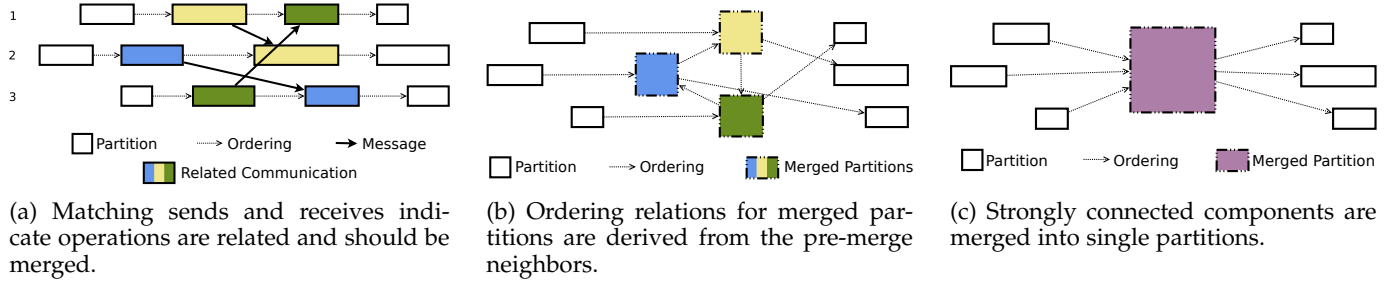 1
2
3
Partition
Ordering
Message
Related Communication
(a) Matching sends and receives indi-
cate operations are related and should be
merged.
Partition
Ordering
Merged Partitions
(b) Ordering relations for merged par-
titions are derived from the pre-merge
neighbors.
Partition
Ordering
Merged Partition
(c) Strongly connected components are
merged into single partitions.